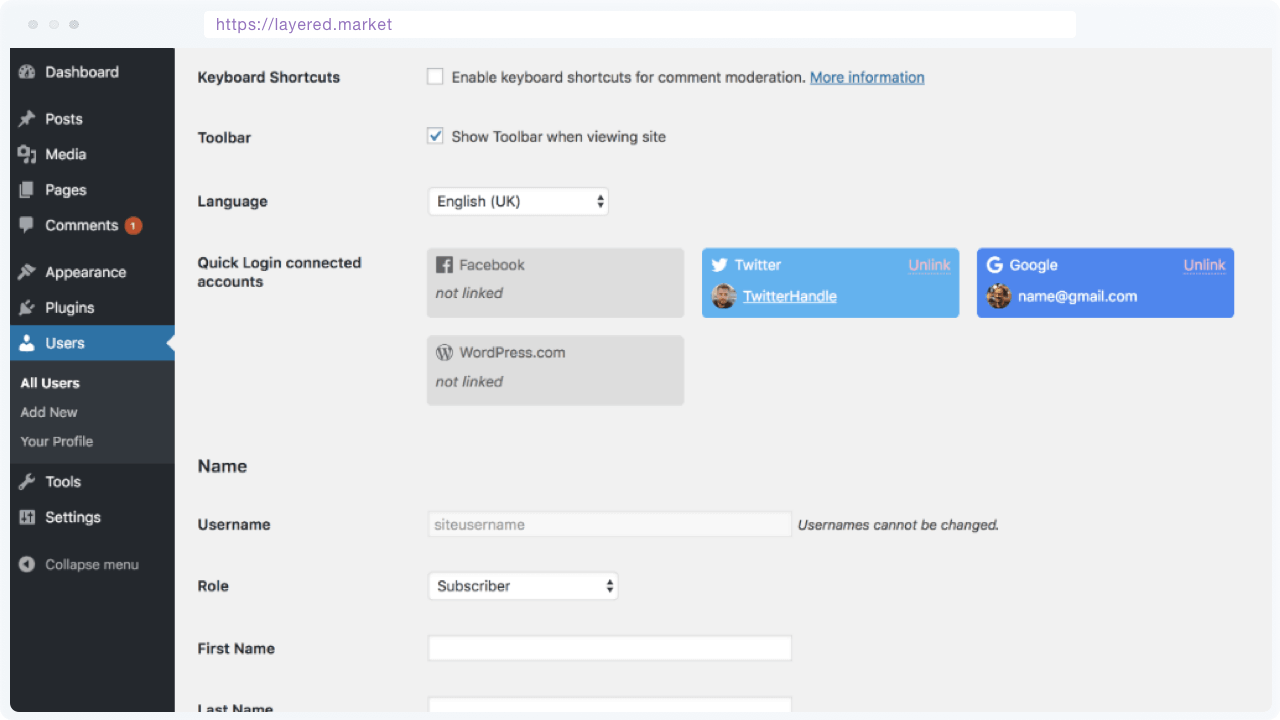 https://layered.market
Dashboard
Posts
Media
Pages
Comments 1
Appearance
Plugins
Users
All Users
Add New
Your Profile
Tools
Settings
Collapse menu
Keyboard Shortcuts
Enable keyboard shortcuts for comment moderation. More information
Toolbar
Show Toolbar when viewing site
Language
English (UK)
Quick Login connected
accounts
Facebook
not linked
Twitter Unlink
TwitterHandle
Google Unlink
name@gmail.com
WordPress.com
not linked
Name
Username
siteusername
Usernames cannot be changed.
Role
Subscriber
First Name
Last Name